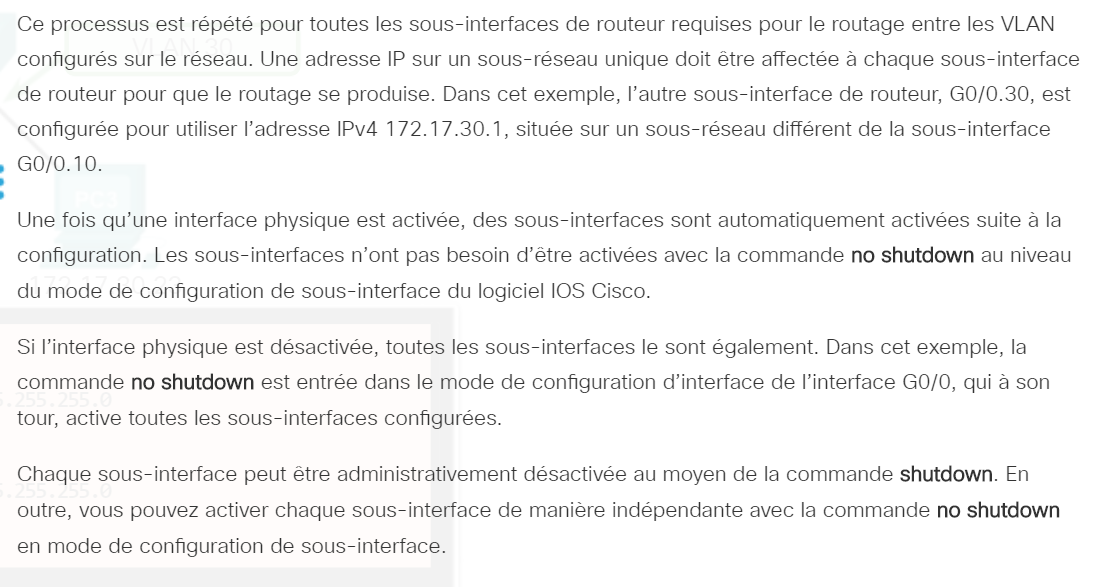 Ce processus est répété pour toutes les sous-interfaces de routeur requises pour le routage entre les VLAN
configurés sur le réseau. Une adresse IP sur un sous-réseau unique doit être affectée à chaque sous-interface
de routeur pour que le routage se produise. Dans cet exemple, l'autre sous-interface de routeur, G0/0.30, est
configurée pour utiliser l'adresse IPv4 172.17.30.1, située sur un sous-réseau différent de la sous-interface
G0/0.10.
Une fois qu'une interface physique est activée, des sous-interfaces sont automatiquement activées suite à la
configuration. Les sous-interfaces n'ont pas besoin d'être activées avec la commande no shutdown au niveau
du mode de configuration de sous-interface du logiciel IOS Cisco.
Si l'interface physique est désactivée, toutes les sous-interfaces le sont également. Dans cet exemple, la
commande no shutdown est entrée dans le mode de configuration d'interface de l'interface G0/0, qui à son
tour, active toutes les sous-interfaces configurées.
Chaque sous-interface peut être administrativement désactivée au moyen de la commande shutdown. En
outre, vous pouvez activer chaque sous-interface de manière indépendante avec la commande no shutdown
en mode de configuration de sous-interface.
VLAN 30
.255.255.0
.255.255.0